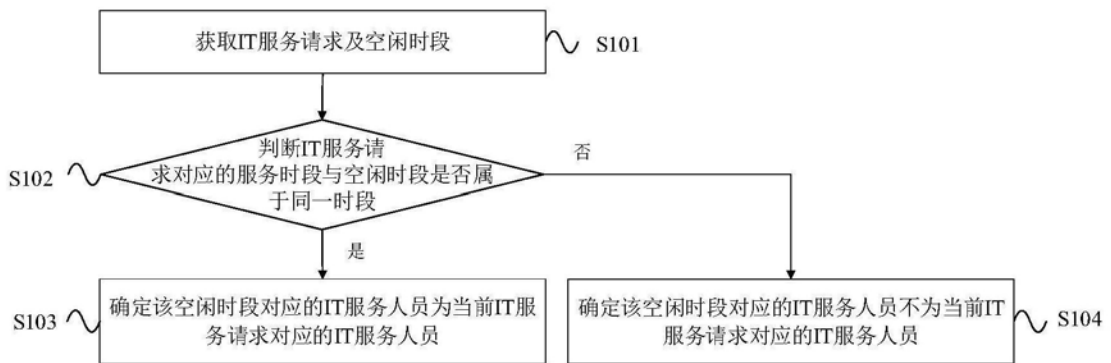 获取IT服务请求及空闲时段
S101
判断IT服务请
求对应的服务时段与空闲时段是否属
于同一时段
S102
否
是
确定该空闲时段对应的IT服务人员为当前IT服
务请求对应的IT服务人员
S103
确定该空闲时段对应的IT服务人员不为当前IT
服务请求对应的IT服务人员
S104